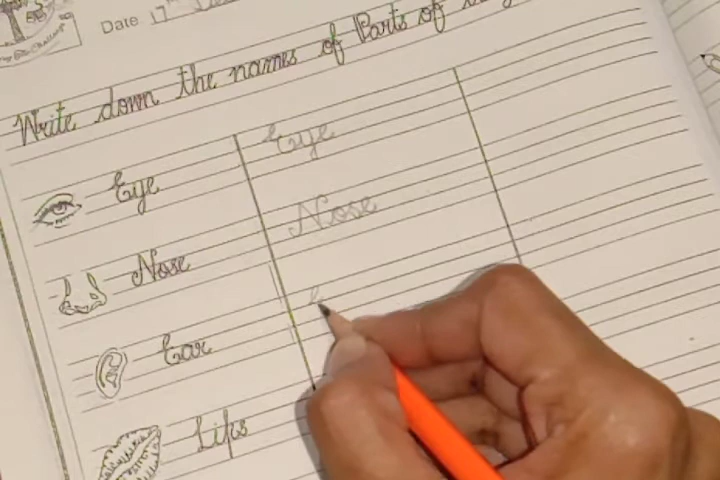 Date 17
Write down the names of Parts of
Eye Eye
Nose Nose
Ear
Lips